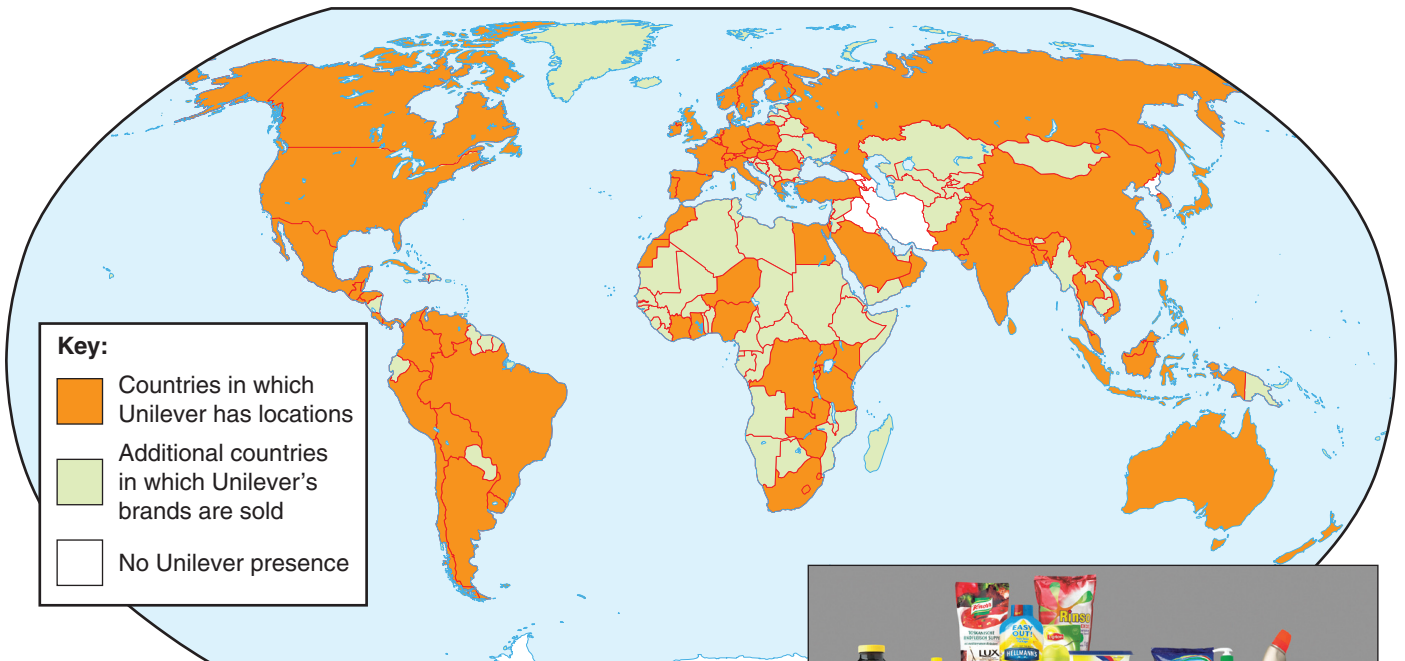 Key:
Countries in which
Unilever has locations
Additional countries
in which Unilever's
brands are sold
No Unilever presence
Knorr
Rinso
EASY
OUT!
HELLMANN'S
LUX